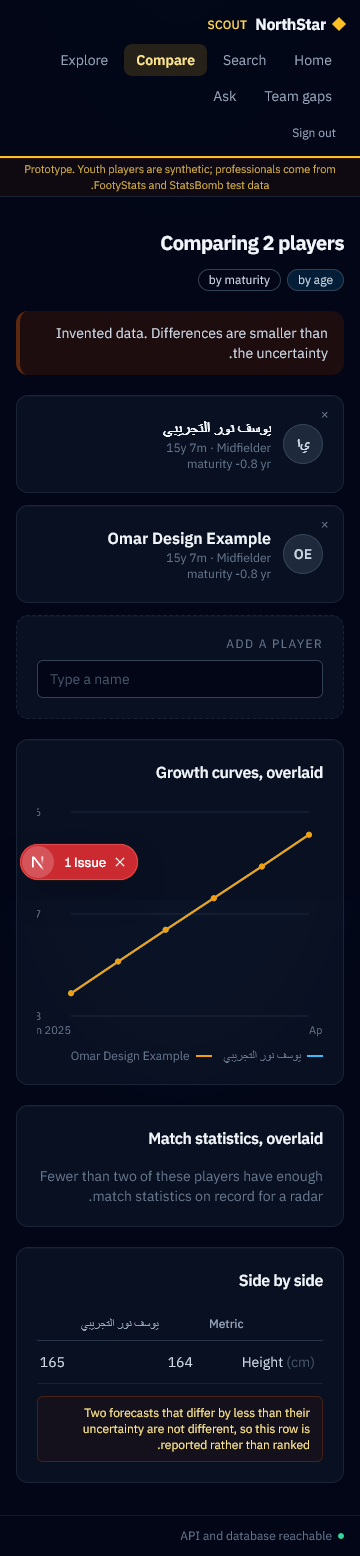 SCOUT NorthStar
Home Search Compare Explore
Team gaps Ask
Sign out
Prototype. Youth players are synthetic; professionals come from
FootyStats and StatsBomb test data.
Comparing 2 players
by age by maturity
Invented data. Differences are smaller than
the uncertainty.
×
يوسف نور التجريبي
15y 7m · Midfielder
maturity -0.8 yr
×
OE
Omar Design Example
15y 7m · Midfielder
maturity -0.8 yr
ADD A PLAYER
Type a name
Growth curves, overlaid
6
N 1 Issue ×
7
8
n 2025 Ap
يوسف نور التجريبي Omar Design Example
Match statistics, overlaid
Fewer than two of these players have enough
match statistics on record for a radar.
Side by side
Metric يوسف نور التجريبي
Height (cm) 164 165
Two forecasts that differ by less than their
uncertainty are not different, so this row is
reported rather than ranked.
API and database reachable